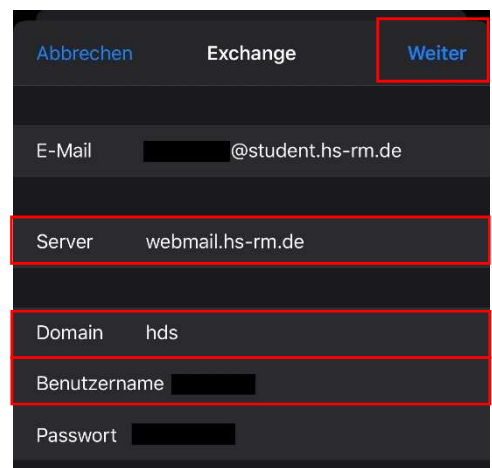 Abbrechen Exchange Weiter
E-Mail @student.hs-rm.de
Server webmail.hs-rm.de
Domain hds
Benutzername
Passwort